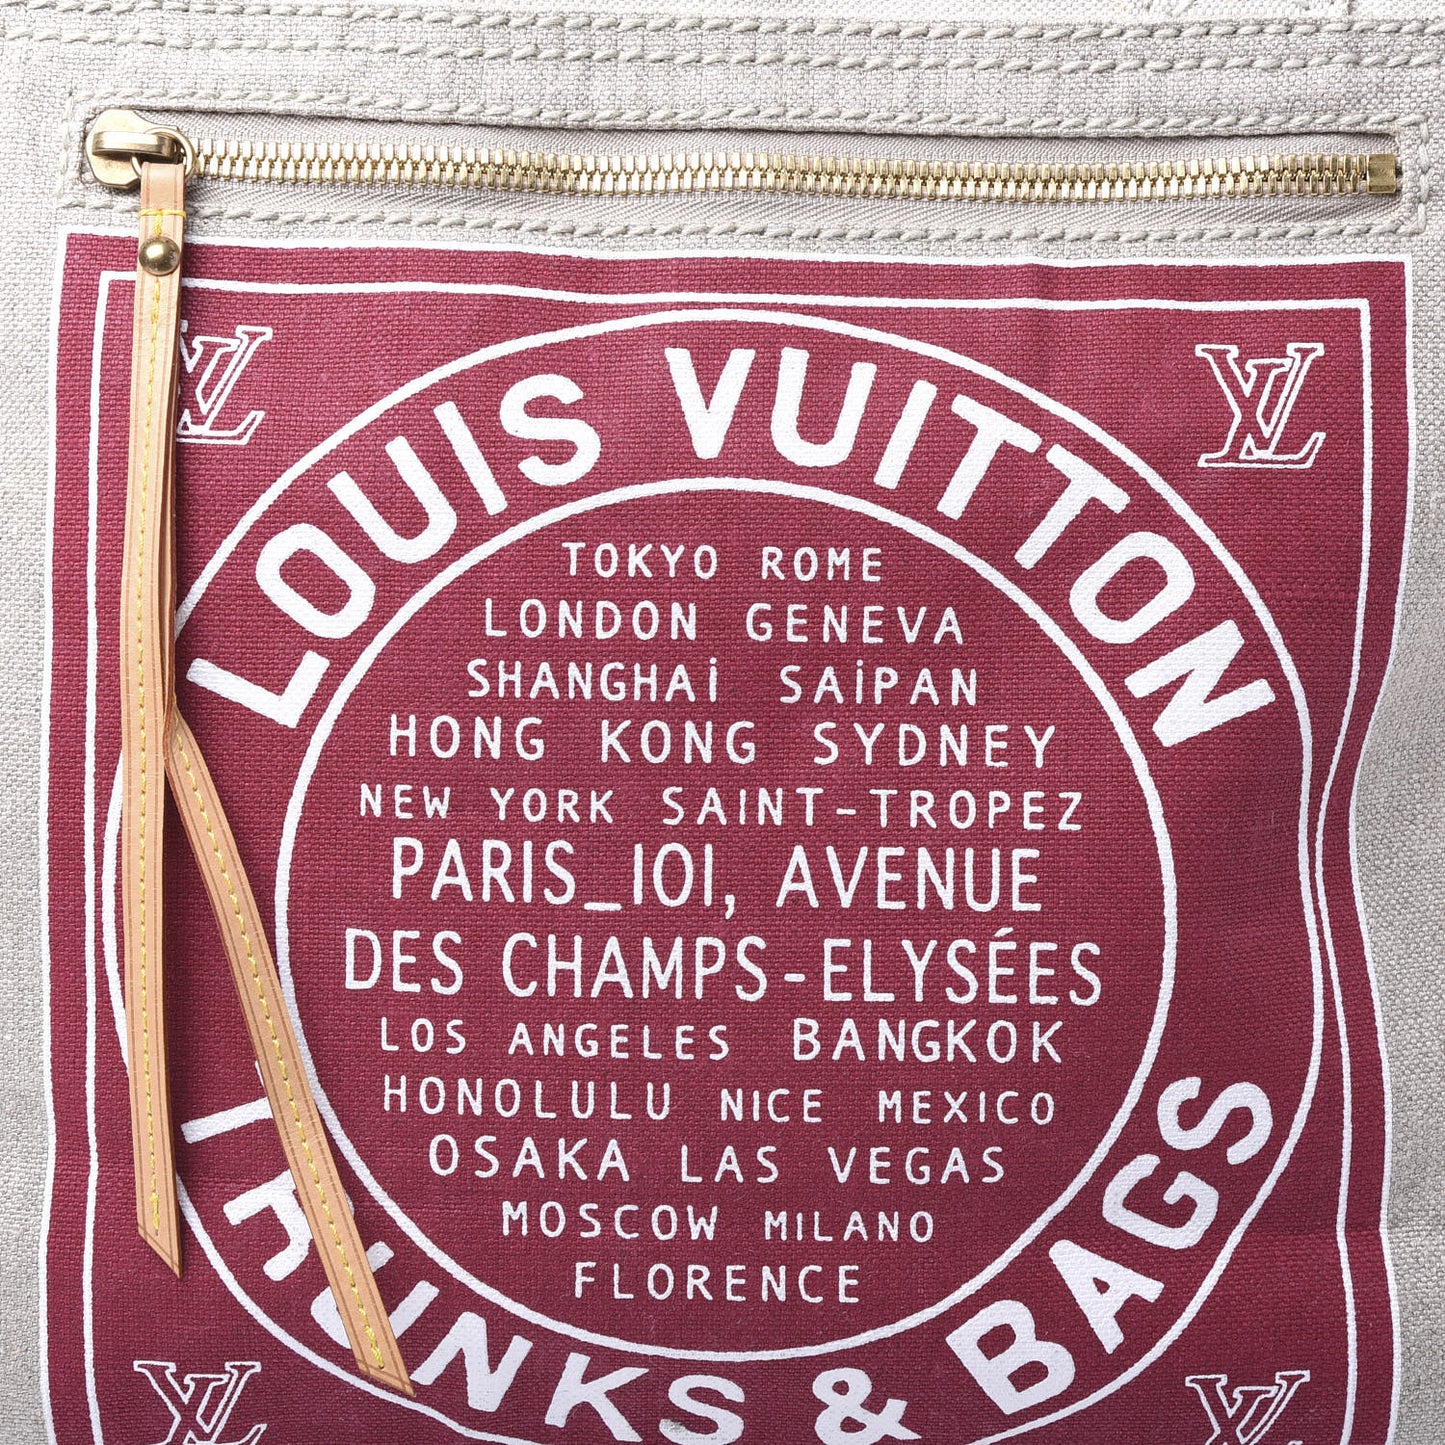 LV LV
LOUIS VUITTON
TOKYO ROME
LONDON GENEVA
SHANGHAi SAiPAN
HONG KONG SYDNEY
NEW YORK SAINT-TROPEZ
PARIS_101, AVENUE
DES CHAMPS-ELYSÉES
LOS ANGELES BANGKOK
HONOLULU NICE MEXICO
OSAKA LAS VEGAS
MOSCOW MILANO
FLORENCE
TRUNKS & BAGS
LV LV